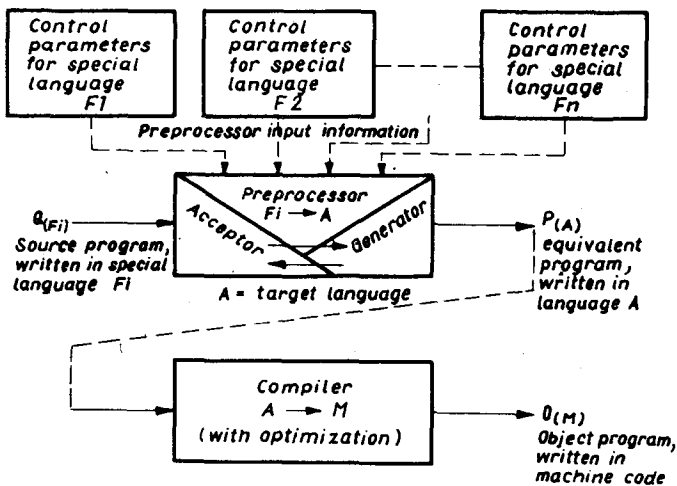 Control
parameters
for special
language
F1
Control
parameters
for special
language
F2
Control
parameters
for special
language
Fn
Preprocessor input information
Preprocessor
Fi → A
Acceptor
Generator
Q(Fi)
Source program,
written in special
language Fi
A = target language
P(A)
equivalent
program,
written in
language A
Compiler
A → M
(with optimization)
O(M)
Object program,
written in
machine code